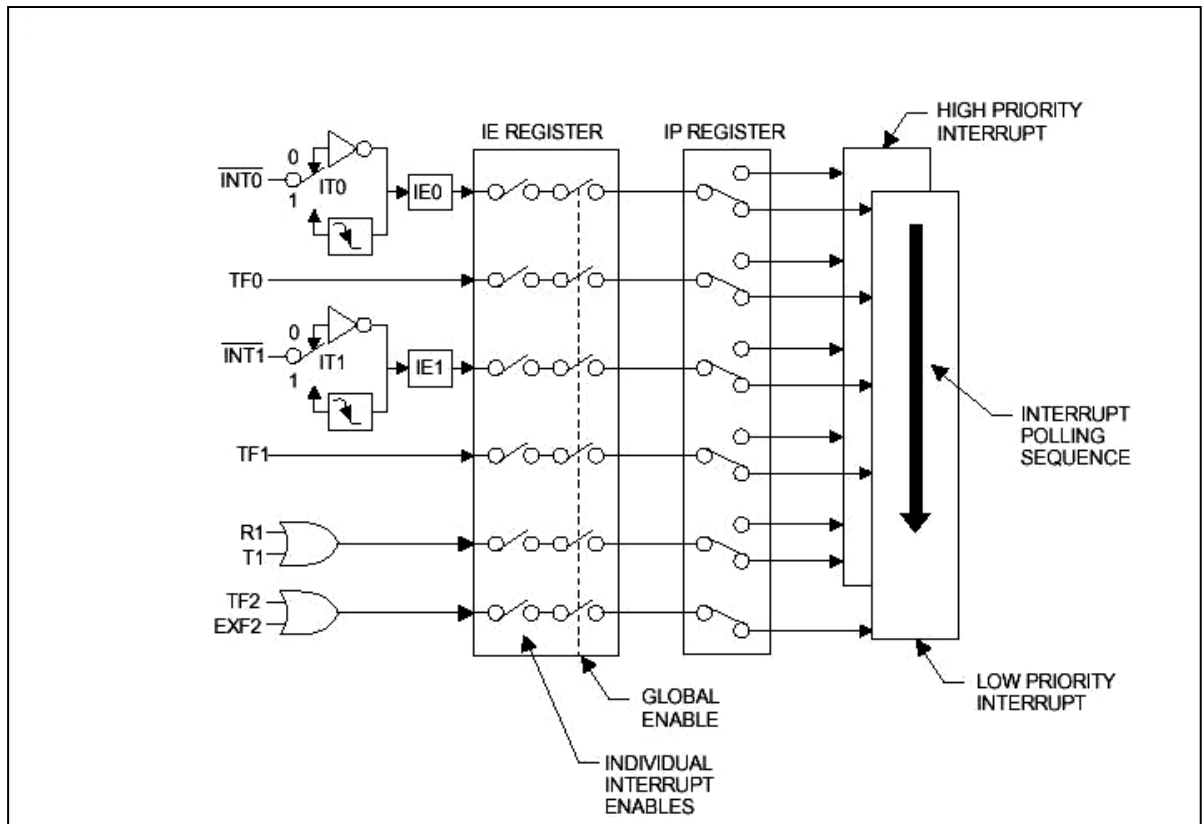 HIGH PRIORITY
INTERRUPT
IE REGISTER
IP REGISTER
INT0
0
1
IT0
IE0
TF0
INT1
0
1
IT1
IE1
TF1
R1
T1
TF2
EXF2
INTERRUPT
POLLING
SEQUENCE
GLOBAL
ENABLE
LOW PRIORITY
INTERRUPT
INDIVIDUAL
INTERRUPT
ENABLES